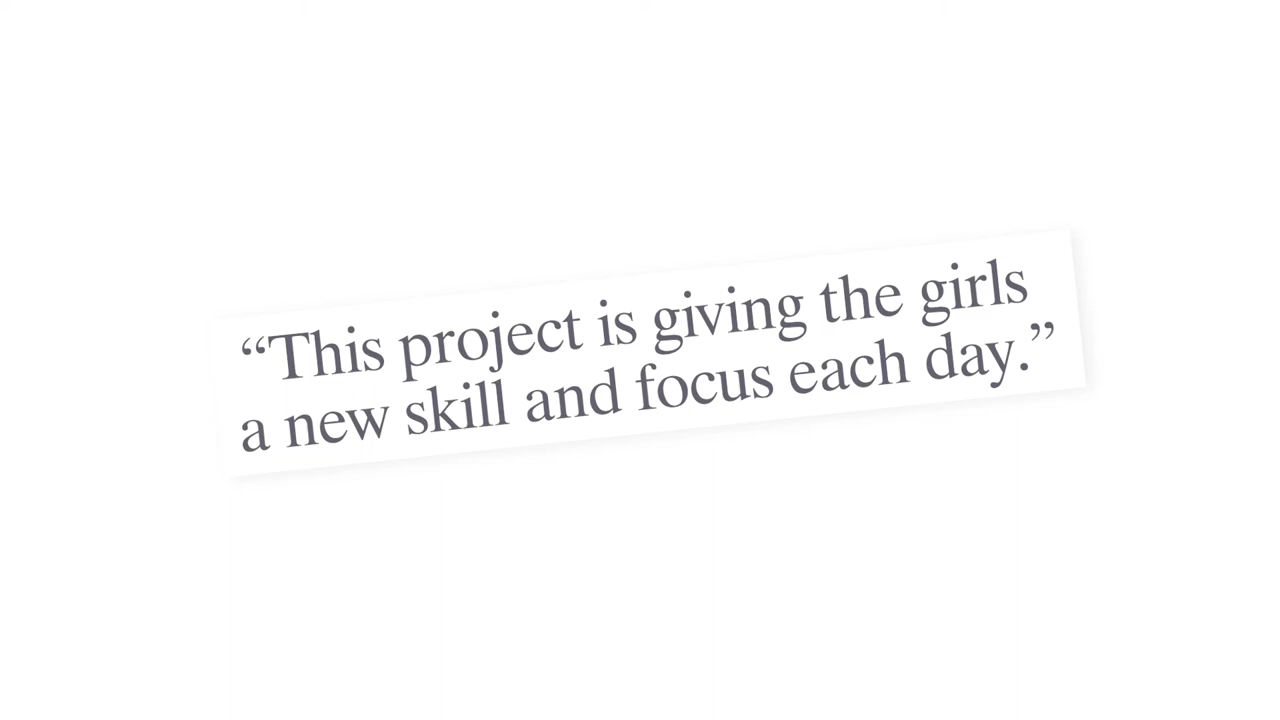 “This project is giving the girls
a new skill and focus each day.”